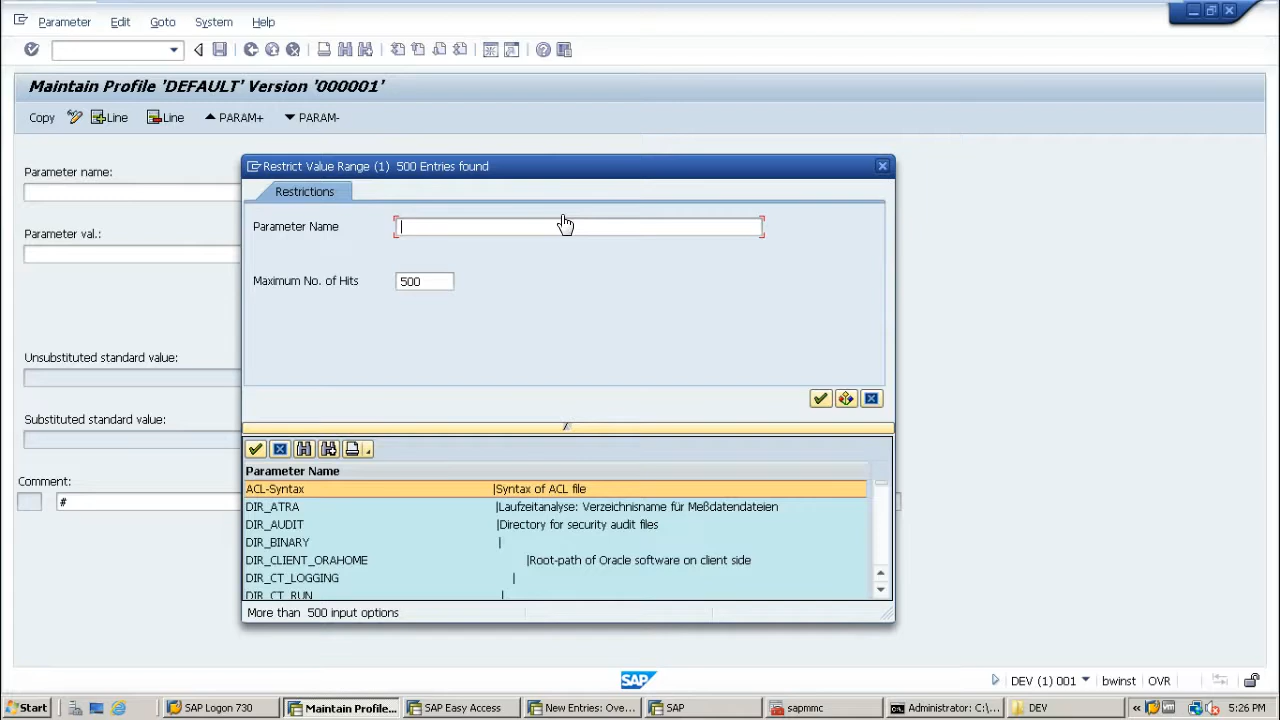 Parameter Edit Goto System Help
Maintain Profile 'DEFAULT' Version '000001'
Copy Line Line PARAM+ PARAM-
Parameter name:
Parameter val.:
Unsubstituted standard value:
Substituted standard value:
Comment:
#
Restrict Value Range (1) 500 Entries found
Restrictions
Parameter Name
Maximum No. of Hits 500
Parameter Name
ACL-Syntax |Syntax of ACL file
DIR_ATRA |Laufzeitanalyse: Verzeichnisname für Meßdatendateien
DIR_AUDIT |Directory for security audit files
DIR_BINARY |
DIR_CLIENT_ORAHOME |Root-path of Oracle software on client side
DIR_CT_LOGGING |
DIR_CT_RUN |
More than 500 input options
SAP DEV (1) 001 bwinst OVR
Start SAP Logon 730 Maintain Profile... SAP Easy Access New Entries: Ove... SAP saprmc Administrator: C:\... DEV « 5:26 PM